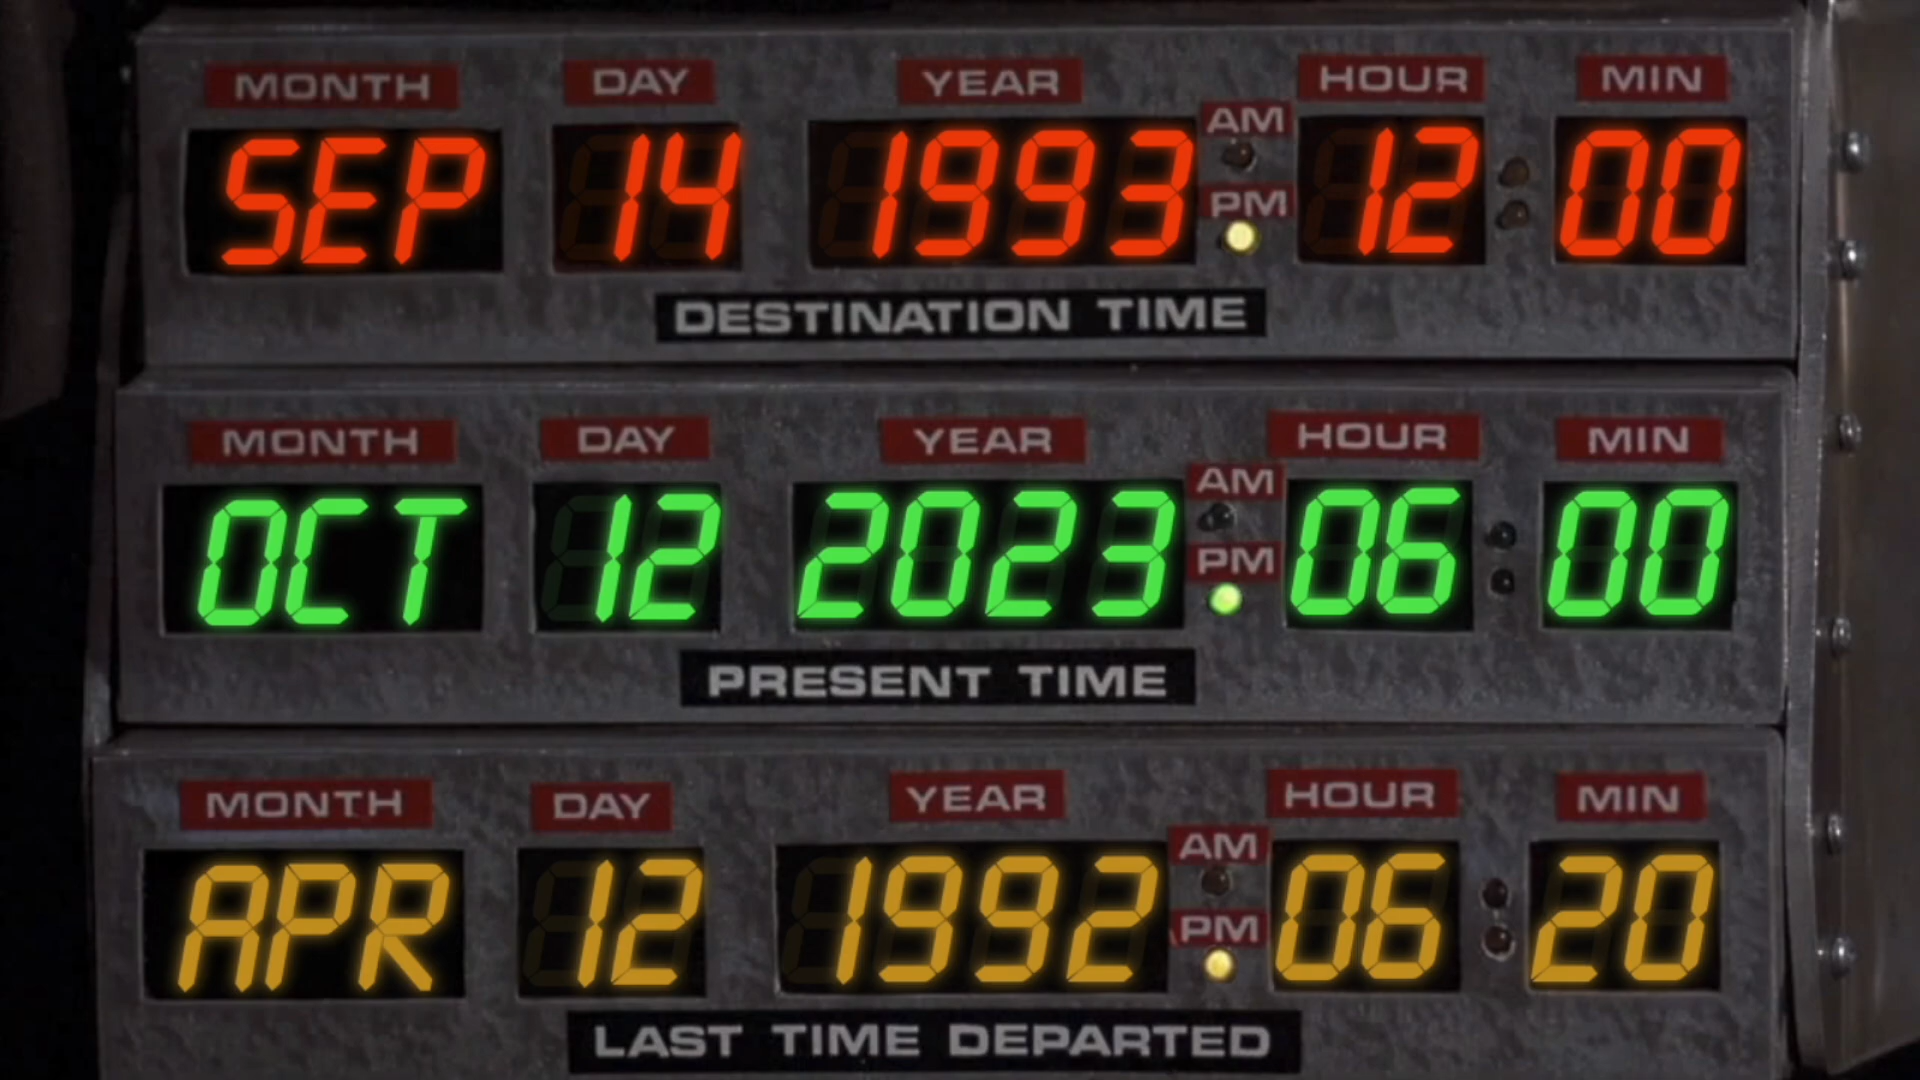 MONTH DAY YEAR HOUR MIN
AM
SEP 14 1993 12 00
PM
DESTINATION TIME
MONTH DAY YEAR HOUR MIN
AM
OCT 12 2023 06 00
PM
PRESENT TIME
MONTH DAY YEAR HOUR MIN
AM
APR 12 1992 06 20
PM
LAST TIME DEPARTED